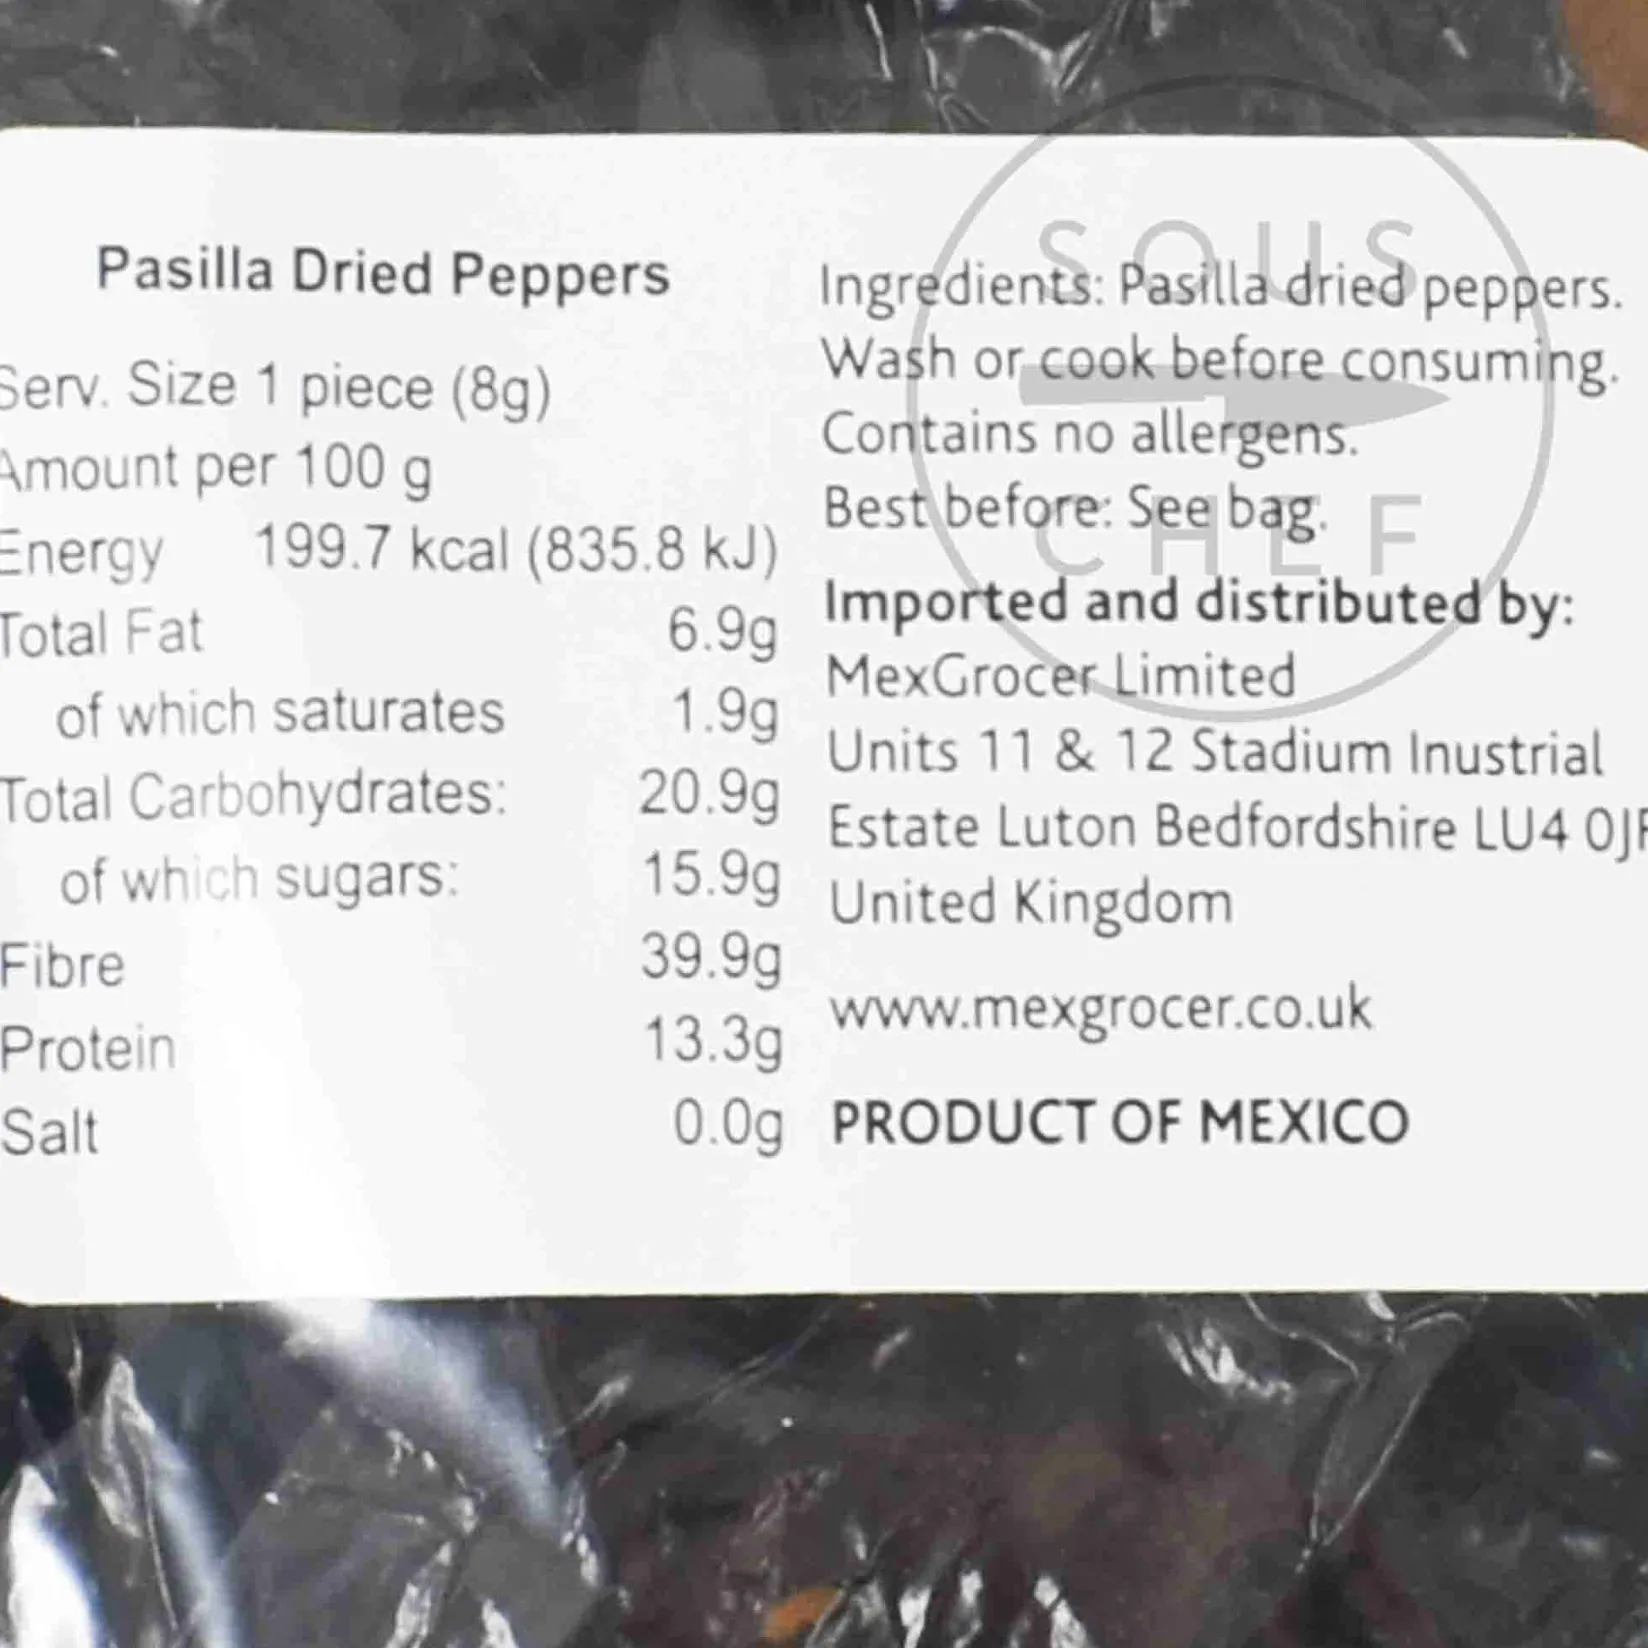 Pasilla Dried Peppers
Serv. Size 1 piece (8g)
Amount per 100 g
Energy 199.7 kcal (835.8 kJ)
Total Fat 6.9g
of which saturates 1.9g
Total Carbohydrates: 20.9g
of which sugars: 15.9g
Fibre 39.9g
Protein 13.3g
Salt 0.0g
Ingredients: Pasilla dried peppers.
Wash or cook before consuming.
Contains no allergens.
Best before: See bag.
Imported and distributed by:
MexGrocer Limited
Units 11 & 12 Stadium Inustrial
Estate Luton Bedfordshire LU4
United Kingdom
www.mexgrocer.co.uk
PRODUCT OF MEXICO
SOUS
CHEF